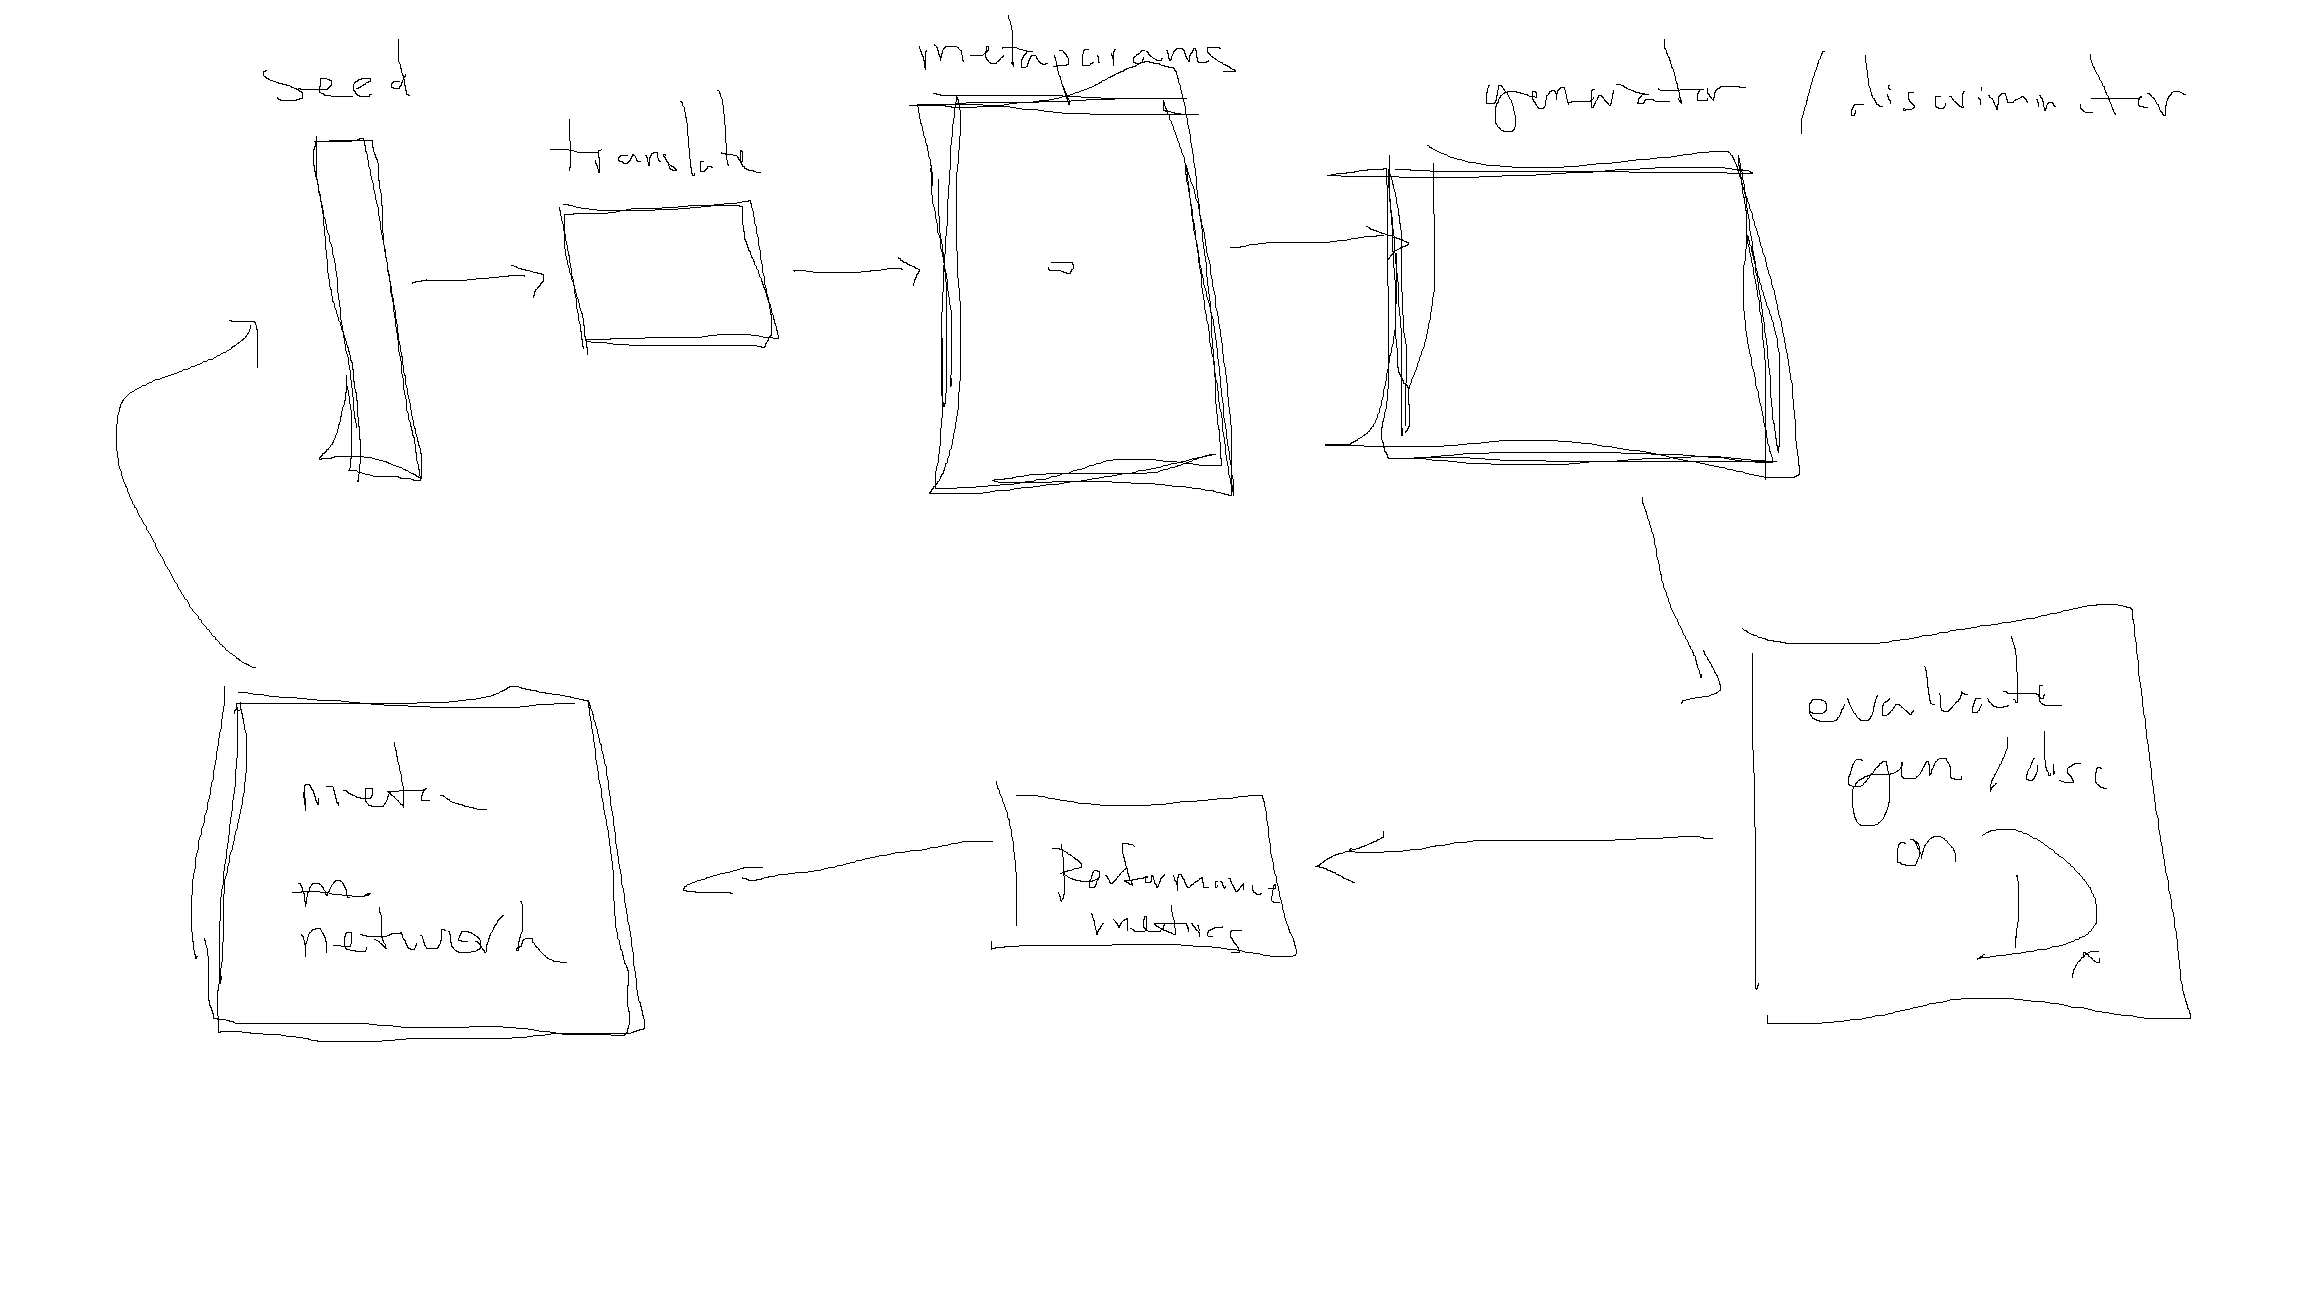 seed
translate
metaparams
generator / discriminator
evaluate
gen / disc
on D
Performance
metrics
meta
m
network